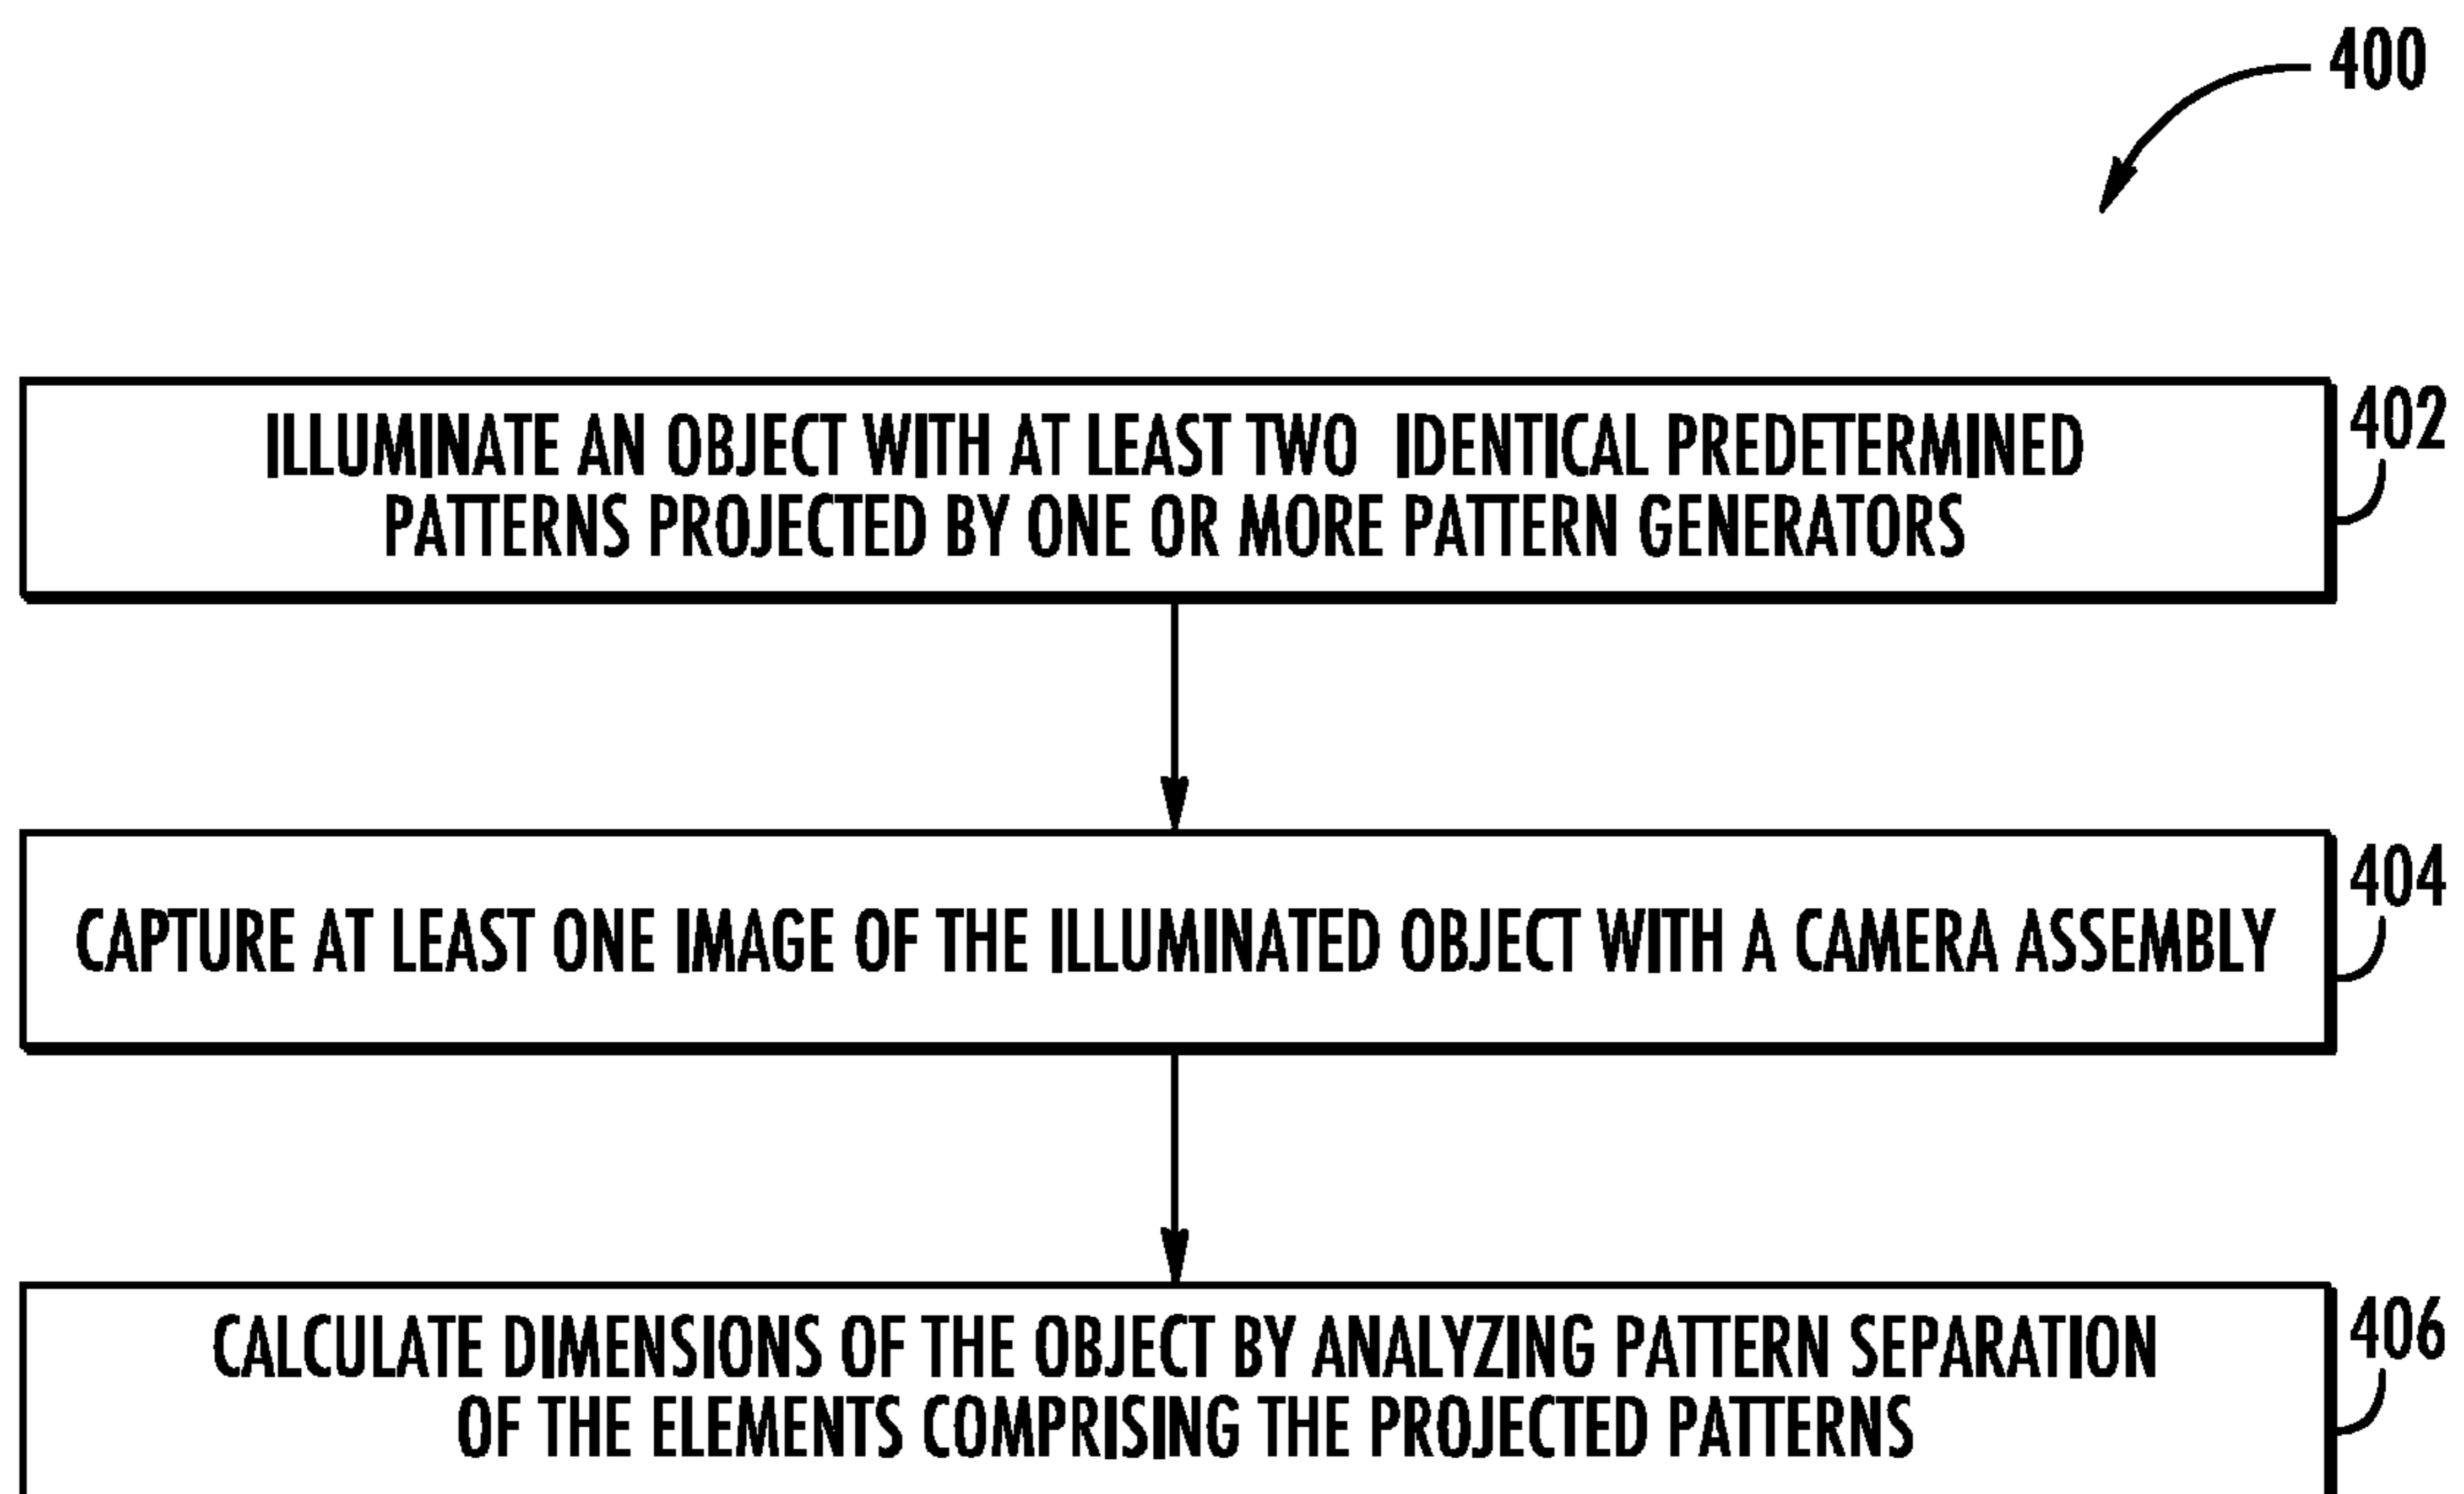 400
ILLUMINATE AN OBJECT WITH AT LEAST TWO IDENTICAL PREDETERMINED
PATTERNS PROJECTED BY ONE OR MORE PATTERN GENERATORS
402
CAPTURE AT LEAST ONE IMAGE OF THE ILLUMINATED OBJECT WITH A CAMERA ASSEMBLY
404
CALCULATE DIMENSIONS OF THE OBJECT BY ANALYZING PATTERN SEPARATION
OF THE ELEMENTS COMPRISING THE PROJECTED PATTERNS
406